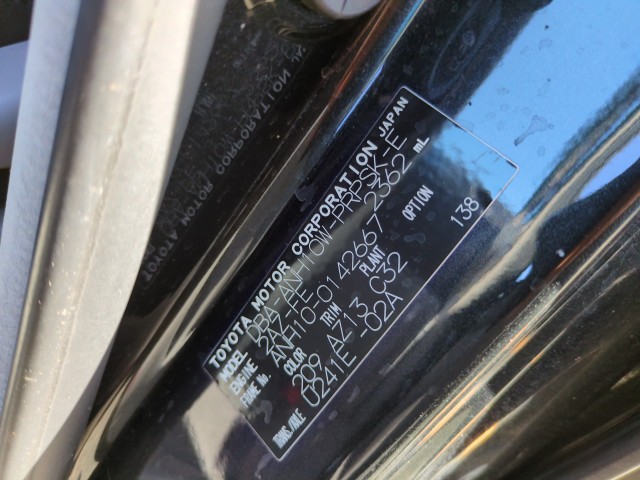 TOYOTA MOTOR CORPORATION JAPAN
MODEL DBA-ANH10W-PRPSK-E
ENGINE 2AZ-FE 2362 mL
FRAME No. ANH10-0142667
COLOR TRIM PLANT OPTION
209 AZ13 C32 138
TRANS/AXLE U241E -02A